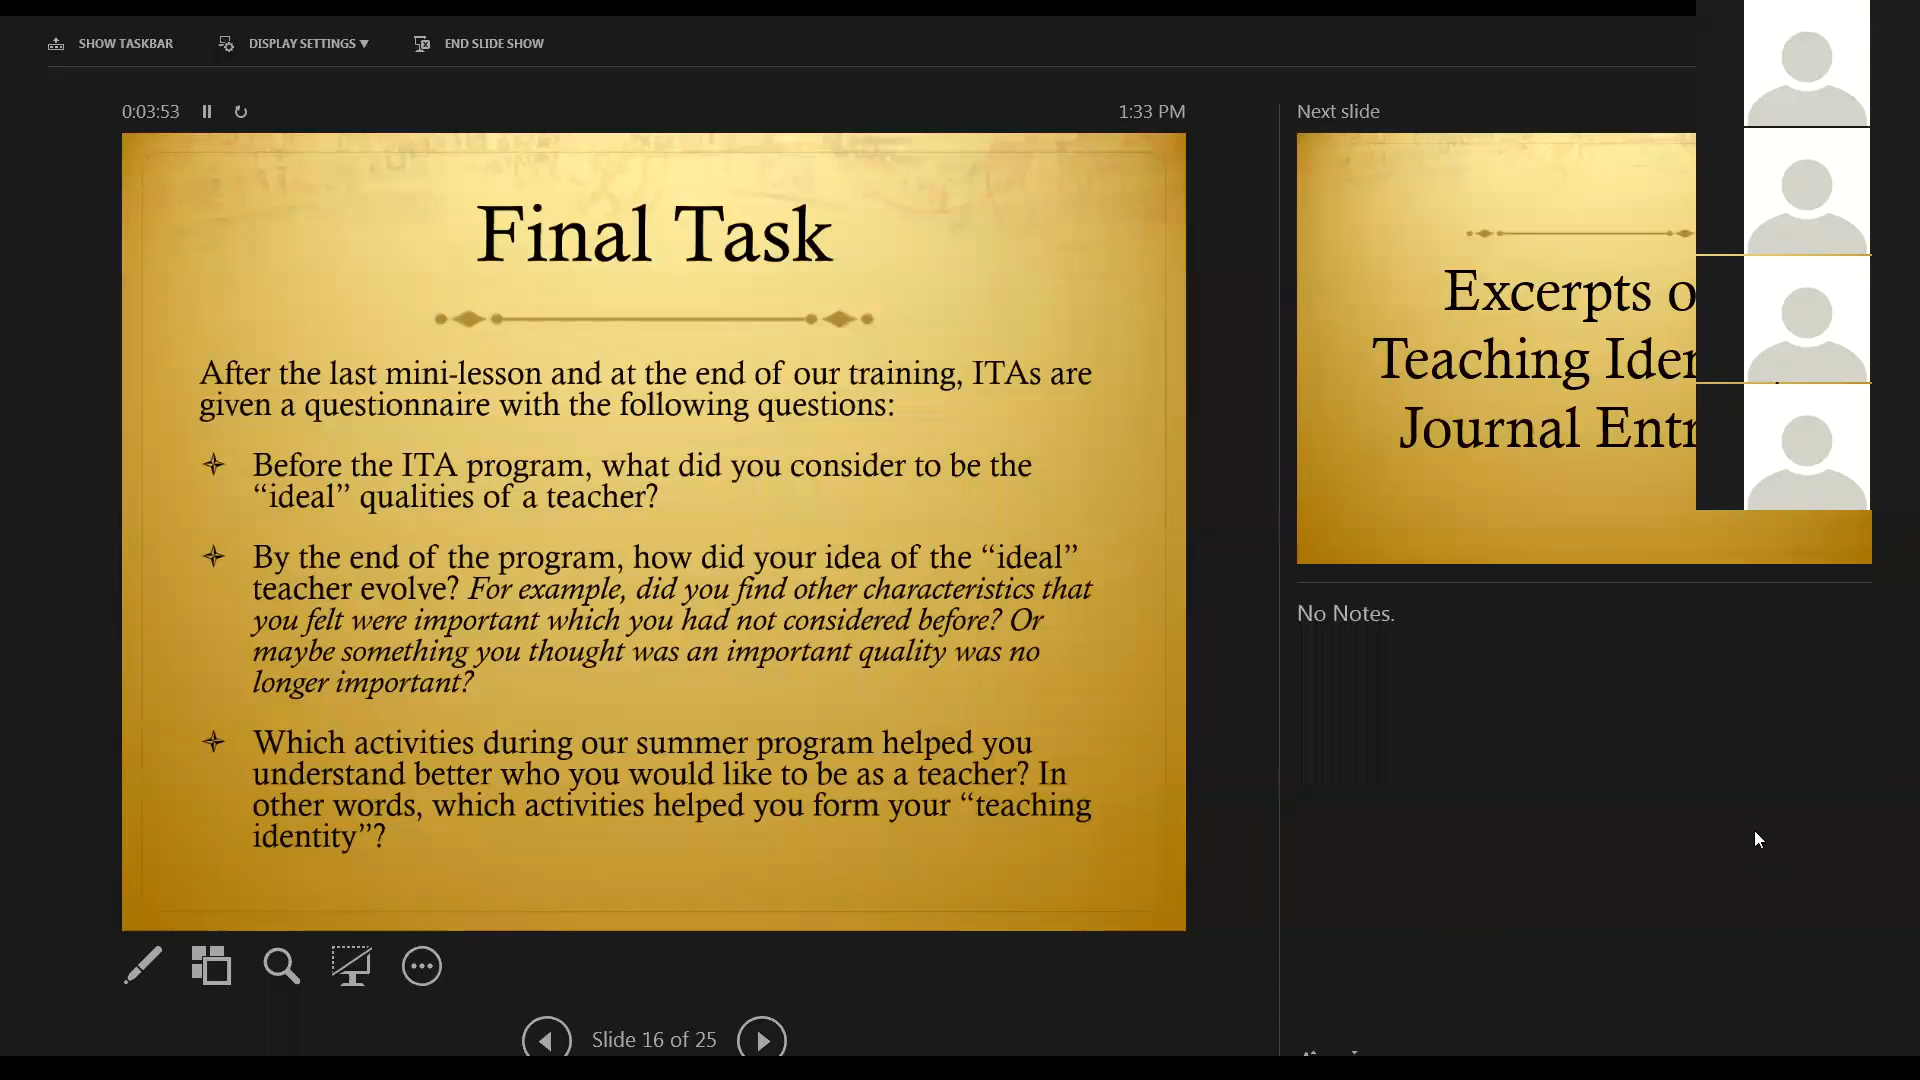 SHOW TASKBAR
DISPLAY SETTINGS ▼
END SLIDE SHOW
0:03:53
1:33 PM
Final Task
After the last mini-lesson and at the end of our training, ITAs are
given a questionnaire with the following questions:
Before the ITA program, what did you consider to be the
“ideal” qualities of a teacher?
By the end of the program, how did your idea of the “ideal”
teacher evolve? For example, did you find other characteristics that
you felt were important which you had not considered before? Or
maybe something you thought was an important quality was no
longer important?
Which activities during our summer program helped you
understand better who you would like to be as a teacher? In
other words, which activities helped you form your “teaching
identity”?
Slide 16 of 25
Next slide
Excerpts
Teaching
Journal
No Notes.